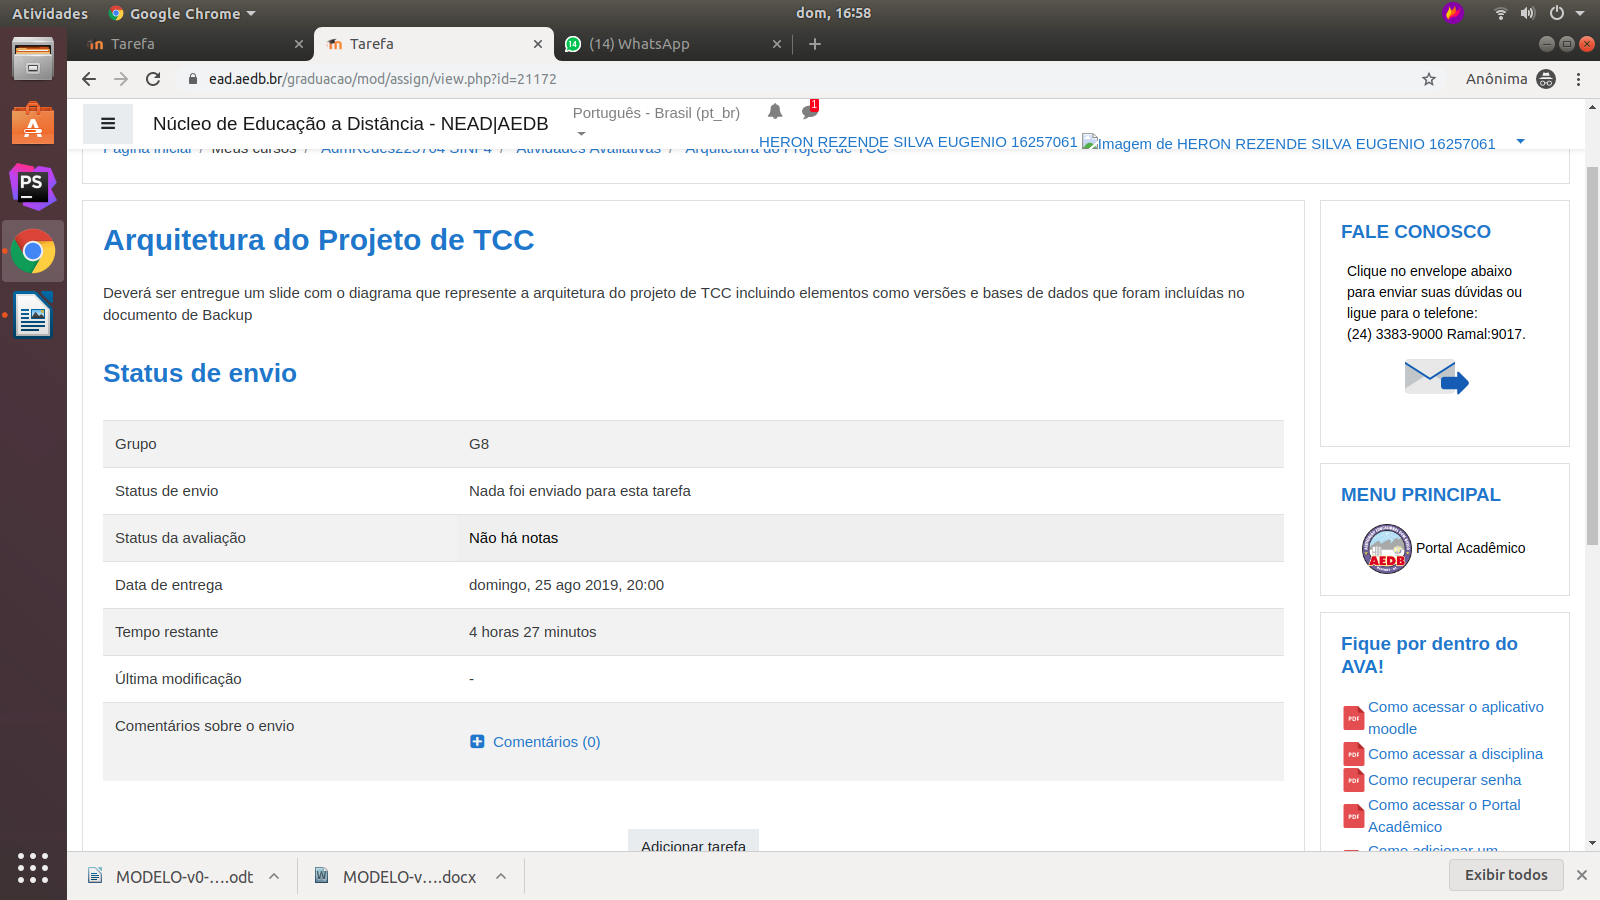 Atividades
Google Chrome
dom, 16:58
Tarefa
Tarefa
14
(14) WhatsApp
ead.aedb.br/graduacao/mod/assign/view.php?id=21172
Anônima
Núcleo de Educação a Distância - NEAD|AEDB
Português - Brasil (pt_br)
1
HERON REZENDE SILVA EUGENIO 16257061
Imagem de HERON REZENDE SILVA EUGENIO 16257061
Página inicial / Meus cursos / AdmRedes225704 SINF4 / Atividades Avaliativas / Arquitetura do Projeto de TCC
Arquitetura do Projeto de TCC
Deverá ser entregue um slide com o diagrama que represente a arquitetura do projeto de TCC incluindo elementos como versões e bases de dados que foram incluídas no
documento de Backup
Status de envio
Grupo G8
Status de envio Nada foi enviado para esta tarefa
Status da avaliação Não há notas
Data de entrega domingo, 25 ago 2019, 20:00
Tempo restante 4 horas 27 minutos
Última modificação -
Comentários sobre o envio
Comentários (0)
Adicionar tarefa
FALE CONOSCO
Clique no envelope abaixo
para enviar suas dúvidas ou
ligue para o telefone:
(24) 3383-9000 Ramal:9017.
MENU PRINCIPAL
AEDB
Portal Acadêmico
Fique por dentro do
AVA!
PDF
Como acessar o aplicativo
moodle
PDF
Como acessar a disciplina
PDF
Como recuperar senha
PDF
Como acessar o Portal
Acadêmico
Como adicionar um
PS
MODELO-v0-....odt
MODELO-v....docx
Exibir todos